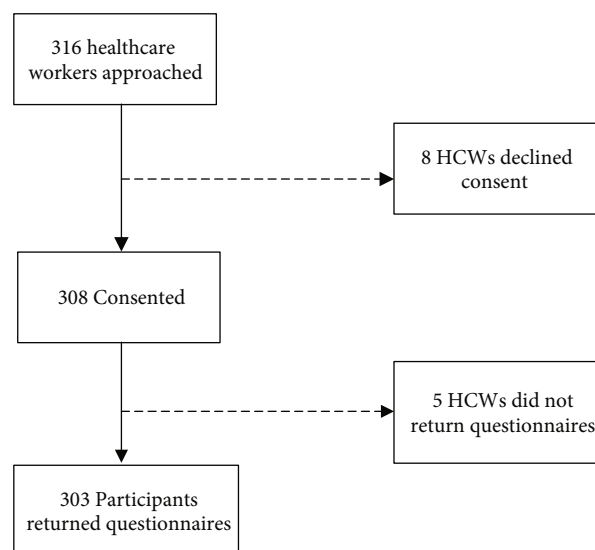 316 healthcare
workers approached
8 HCWs declined
consent
308 Consented
5 HCWs did not
return questionnaires
303 Participants
returned questionnaires